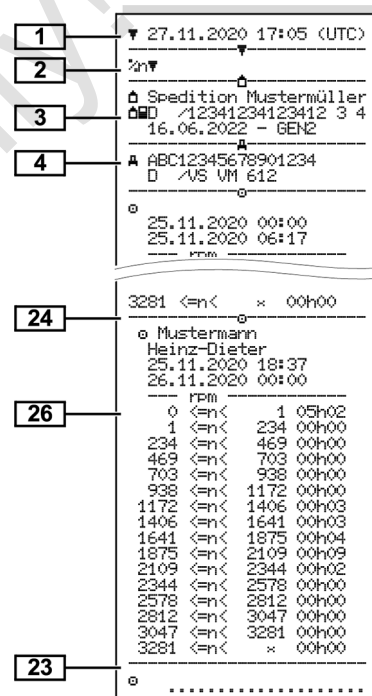 1
▼ 27.11.2020 17:05 (UTC)
2
%n▼
3
Spedition Mustermüller
D /12341234123412 3 4
16.06.2022 - GEN2
4
A ABC12345678901234
D /VS VM 612
25.11.2020 00:00
25.11.2020 06:17
--- rpm ---
3281 <=n< × 00h00
24
Mustermann
Heinz-Dieter
25.11.2020 18:37
26.11.2020 00:00
26
--- rpm ---
0 <=n< 1 05h02
1 <=n< 234 00h00
234 <=n< 469 00h00
469 <=n< 703 00h00
703 <=n< 938 00h00
938 <=n< 1172 00h00
1172 <=n< 1406 00h03
1406 <=n< 1641 00h03
1641 <=n< 1875 00h04
1875 <=n< 2109 00h09
2109 <=n< 2344 00h02
2344 <=n< 2578 00h00
2578 <=n< 2812 00h00
2812 <=n< 3047 00h00
3047 <=n< 3281 00h00
3281 <=n< × 00h00
23